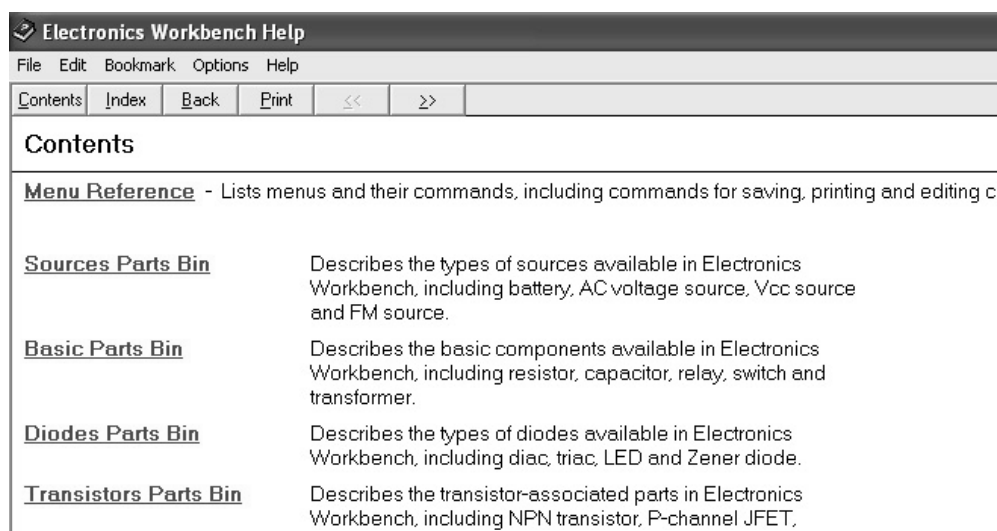 Electronics Workbench Help
File Edit Bookmark Options Help
Contents Index Back Print << >>
Contents
Menu Reference - Lists menus and their commands, including commands for saving, printing and editing c
Sources Parts Bin Describes the types of sources available in Electronics
Workbench, including battery, AC voltage source, Vcc source
and FM source.
Basic Parts Bin Describes the basic components available in Electronics
Workbench, including resistor, capacitor, relay, switch and
transformer.
Diodes Parts Bin Describes the types of diodes available in Electronics
Workbench, including diac, triac, LED and Zener diode.
Transistors Parts Bin Describes the transistor-associated parts in Electronics
Workbench, including NPN transistor, P-channel JFET,